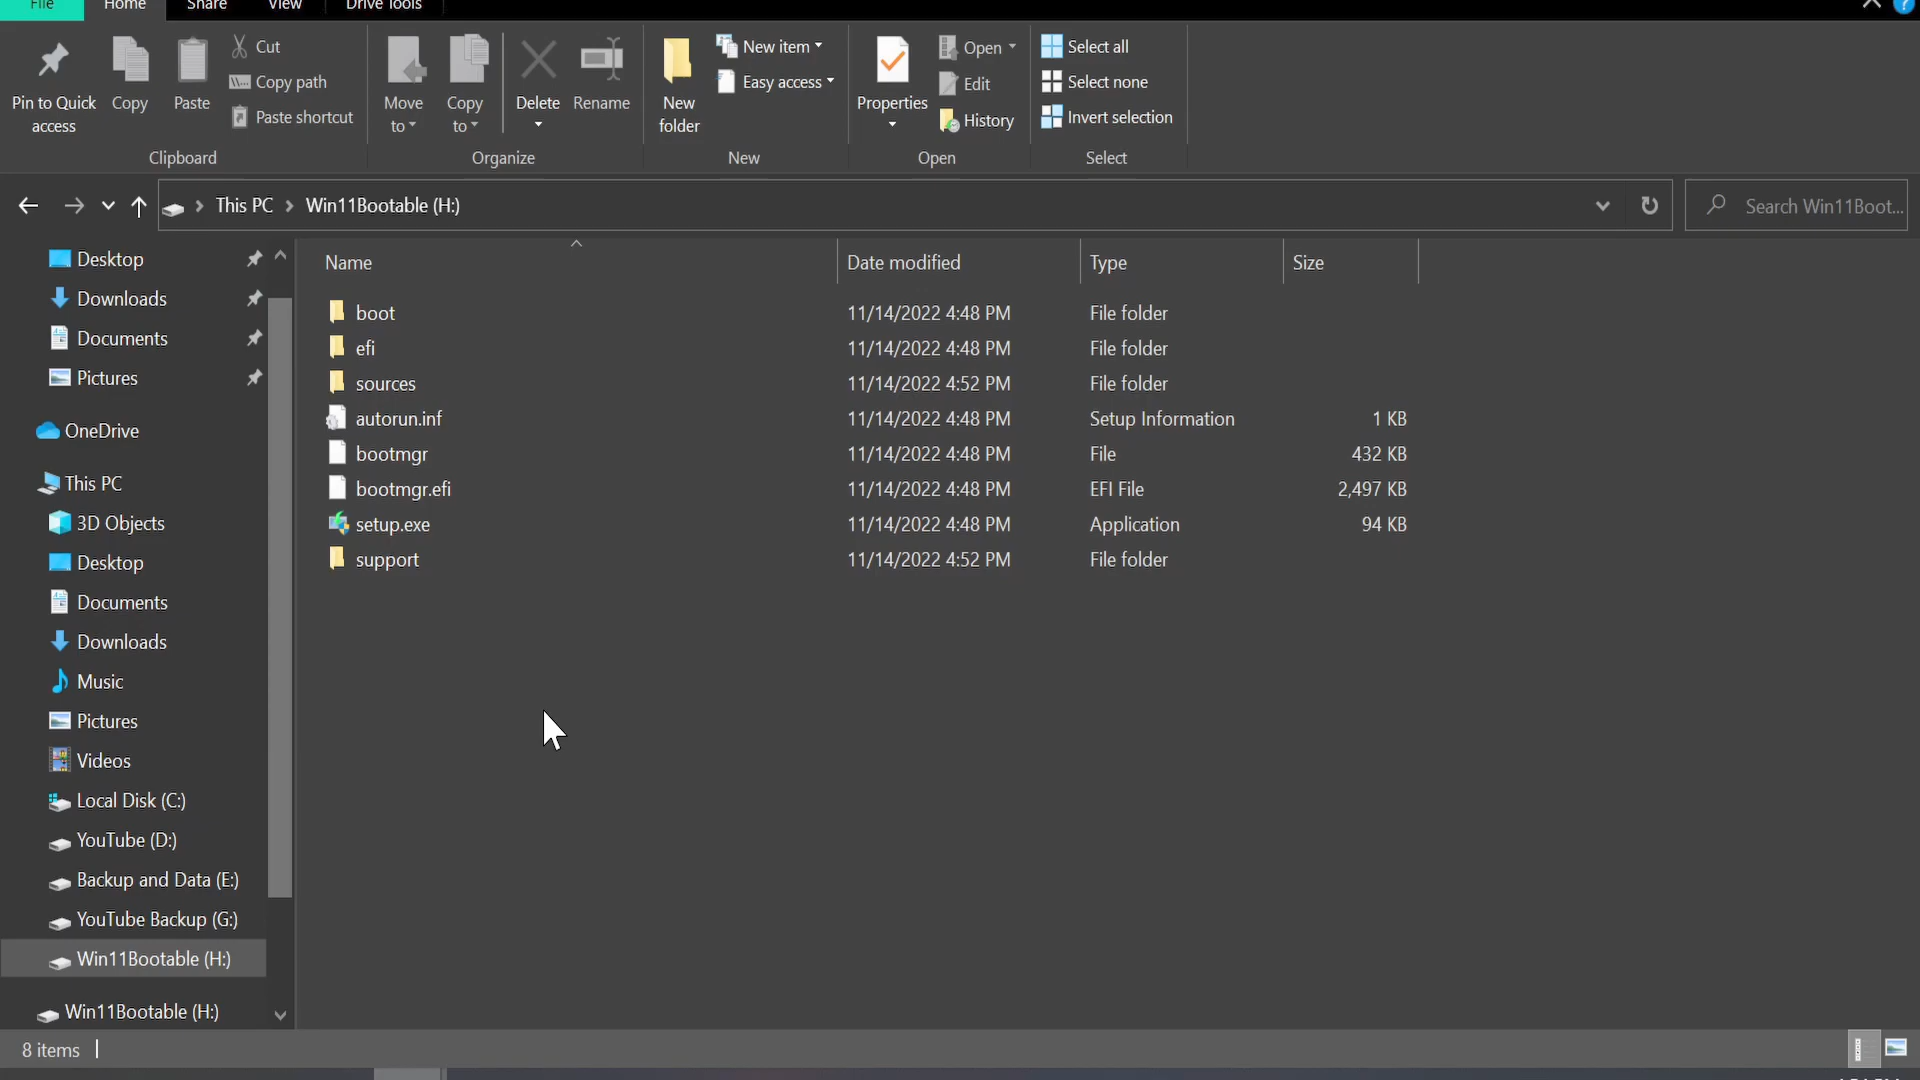 File Home Share View Drive Tools
Pin to Quick access
Copy
Paste
Cut
Copy path
Paste shortcut
Clipboard
Move to
Copy to
Delete
Rename
Organize
New folder
New item
Easy access
New
Properties
Open
Edit
History
Open
Select all
Select none
Invert selection
Select
This PC Win11Bootable (H:)
Search Win11Boot...
Desktop
Downloads
Documents
Pictures
OneDrive
This PC
3D Objects
Desktop
Documents
Downloads
Music
Pictures
Videos
Local Disk (C:)
YouTube (D:)
Backup and Data (E:)
YouTube Backup (G:)
Win11Bootable (H:)
Win11Bootable (H:)
Name Date modified Type Size
boot 11/14/2022 4:48 PM File folder
efi 11/14/2022 4:48 PM File folder
sources 11/14/2022 4:52 PM File folder
autorun.inf 11/14/2022 4:48 PM Setup Information 1 KB
bootmgr 11/14/2022 4:48 PM File 432 KB
bootmgr.efi 11/14/2022 4:48 PM EFI File 2,497 KB
setup.exe 11/14/2022 4:48 PM Application 94 KB
support 11/14/2022 4:52 PM File folder
8 items